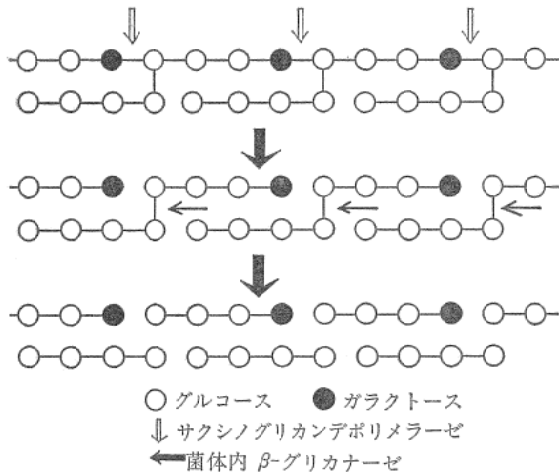 グルコース ガラクトース
サクシノグリカンデポリメラーゼ
菌体内 β-グリカナーゼ